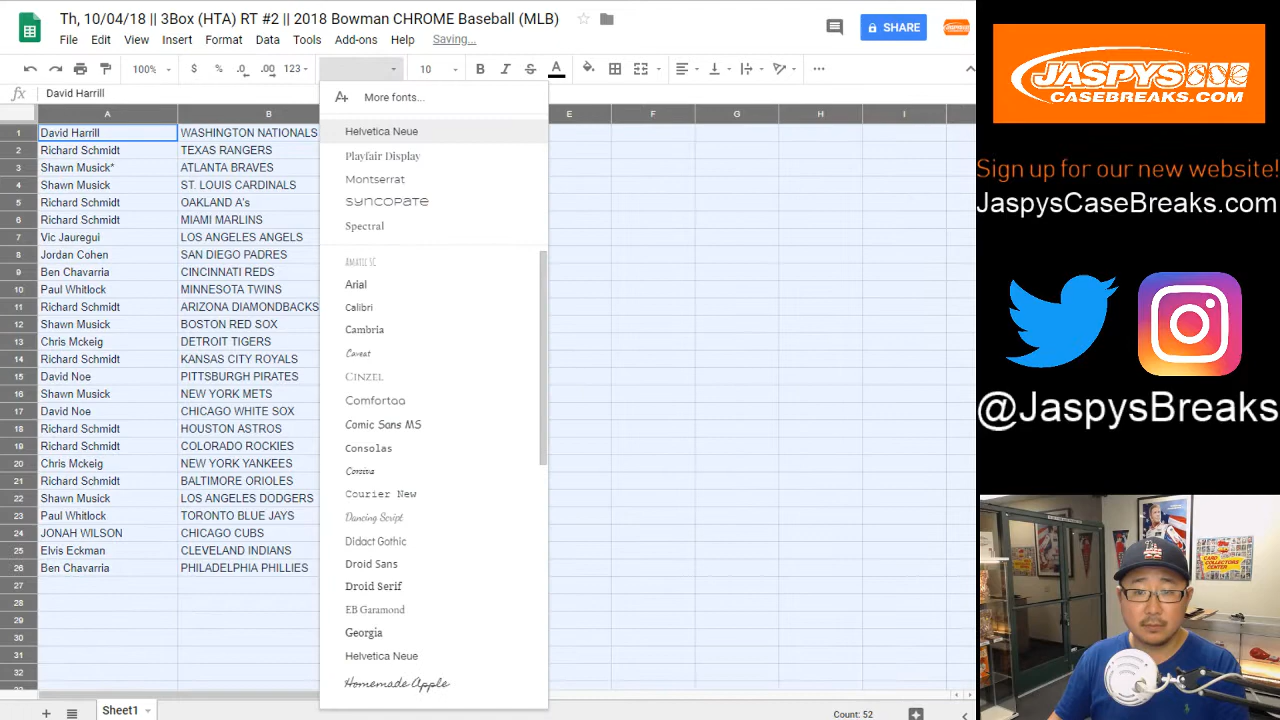 Th, 10/04/18 || 3Box (HTA) RT #2 || 2018 Bowman CHROME Baseball (MLB)
File Edit View Insert Tools Add-ons Help Saving...
SHARE
100% $ % .0 .00 123 10 B I S A
fx David Harrill
More fonts...
A B E F G H I
1 David Harrill WASHINGTON NATIONALS
2 Richard Schmidt TEXAS RANGERS
3 Shawn Musick* ATLANTA BRAVES
4 Shawn Musick ST. LOUIS CARDINALS
5 Richard Schmidt OAKLAND A's
6 Richard Schmidt MIAMI MARLINS
7 Vic Jauregui LOS ANGELES ANGELS
8 Jordan Cohen SAN DIEGO PADRES
9 Ben Chavarria CINCINNATI REDS
10 Paul Whitlock MINNESOTA TWINS
11 Richard Schmidt ARIZONA DIAMONDBACKS
12 Shawn Musick BOSTON RED SOX
13 Chris Mckeig DETROIT TIGERS
14 Richard Schmidt KANSAS CITY ROYALS
15 David Noe PITTSBURGH PIRATES
16 Shawn Musick NEW YORK METS
17 David Noe CHICAGO WHITE SOX
18 Richard Schmidt HOUSTON ASTROS
19 Richard Schmidt COLORADO ROCKIES
20 Chris Mckeig NEW YORK YANKEES
21 Richard Schmidt BALTIMORE ORIOLES
22 Shawn Musick LOS ANGELES DODGERS
23 Paul Whitlock TORONTO BLUE JAYS
24 JONAH WILSON CHICAGO CUBS
25 Elvis Eckman CLEVELAND INDIANS
26 Ben Chavarria PHILADELPHIA PHILLIES
27
28
29
30
31
32
Helvetica Neue
Playfair Display
Montserrat
Syncopate
Spectral
Amatic SC
Arial
Calibri
Cambria
Caveat
Cinzel
Comfortaa
Comic Sans MS
Consolas
Corsiva
Courier New
Dancing Script
Didact Gothic
Droid Sans
Droid Serif
EB Garamond
Georgia
Helvetica Neue
Homemade Apple
Sheet1
Count: 52
JASPYS
CASEBREAKS.COM
Sign up for our new website!
JaspysCaseBreaks.com
@JaspysBreaks
CARD
COLLECTORS
CENTER